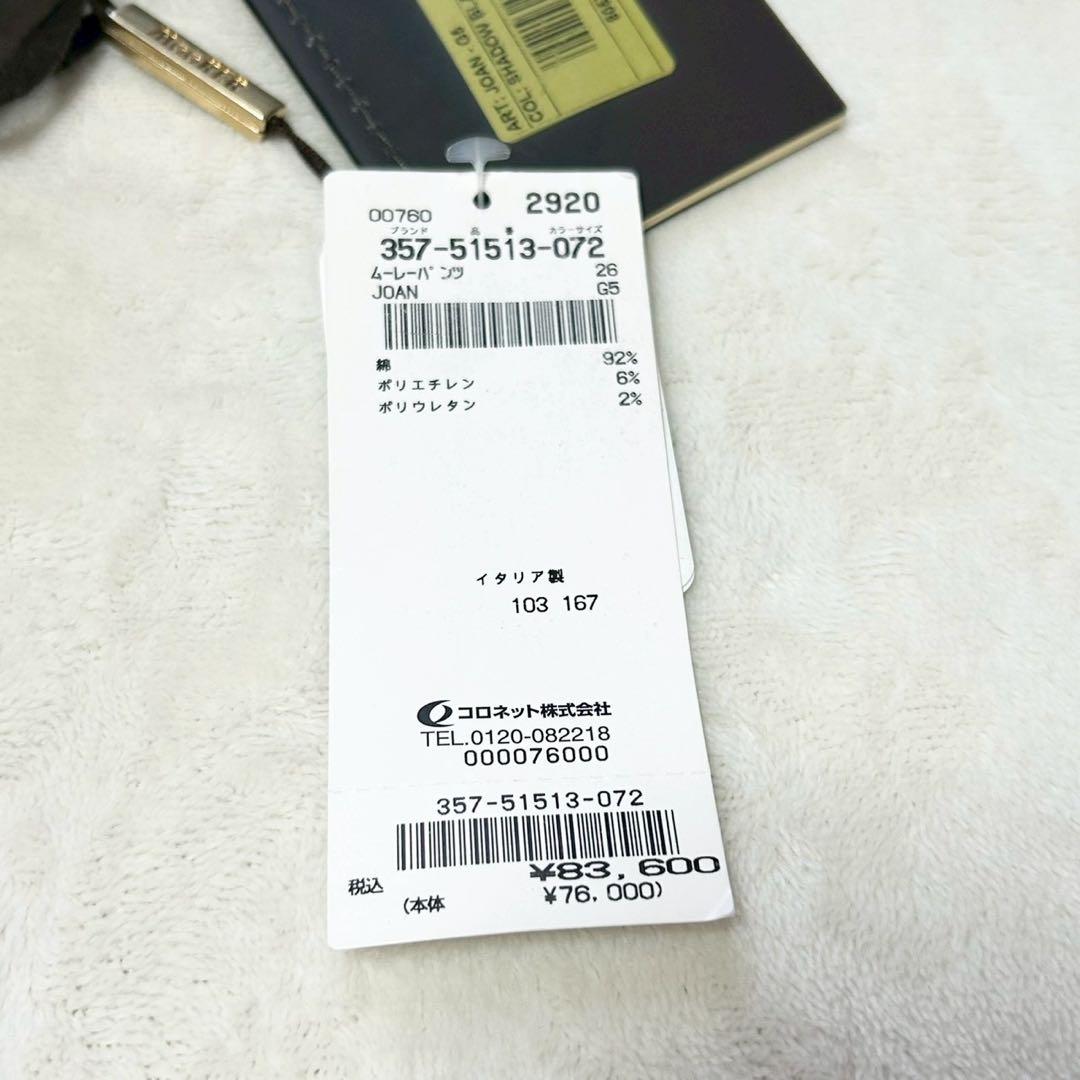 ART: JOAN - G5
COL: SHADOW
00760 2920
ブランド 品番 カラーサイズ
357-51513-072
ムーレーパンツ 26
JOAN G5
綿 92%
ポリエチレン 6%
ポリウレタン 2%
イタリア製
103 167
コロネット株式会社
TEL.0120-082218
000076000
357-51513-072
税込 ¥83,600
(本体 ¥76,000)